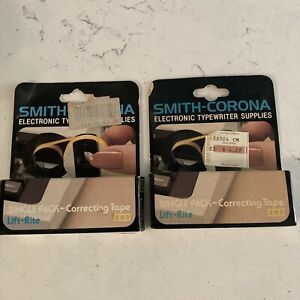 SMITH-CORONA
ELECTRONIC TYPEWRITER SUPPLIES
SINGLE PACK-Correcting Tape
Lift-Rite
SMITH-CORONA
ELECTRONIC TYPEWRITER SUPPLIES
SINGLE PACK-Correcting Tape
Lift-Rite